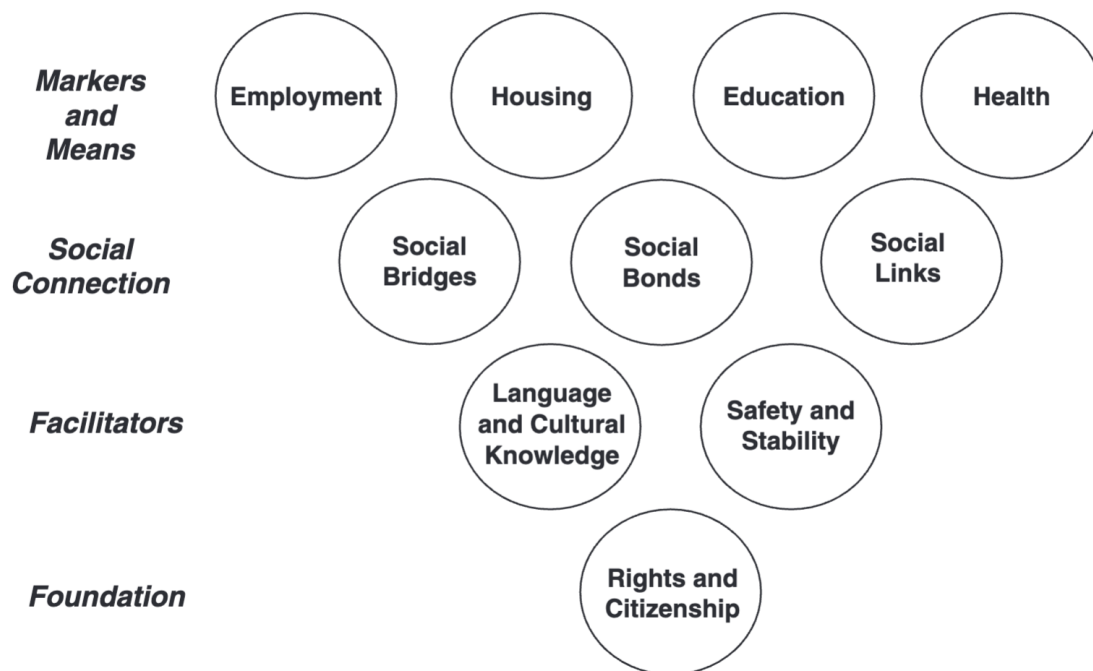 Markers
and
Means
Employment
Housing
Education
Health
Social
Connection
Social
Bridges
Social
Bonds
Social
Links
Facilitators
Language
and Cultural
Knowledge
Safety and
Stability
Foundation
Rights and
Citizenship